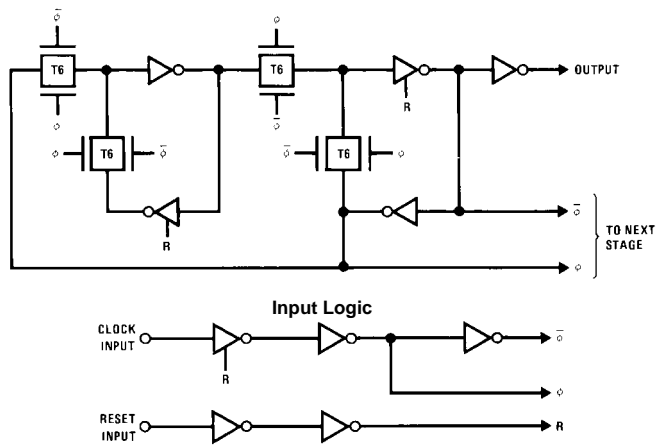 φ̅
φ
T6
T6
OUTPUT
R
φ
φ̅
φ
T6
φ̅
φ̅
T6
φ
R
φ̅
TO NEXT
STAGE
φ
Input Logic
CLOCK
INPUT
φ̅
R
φ
RESET
INPUT
R